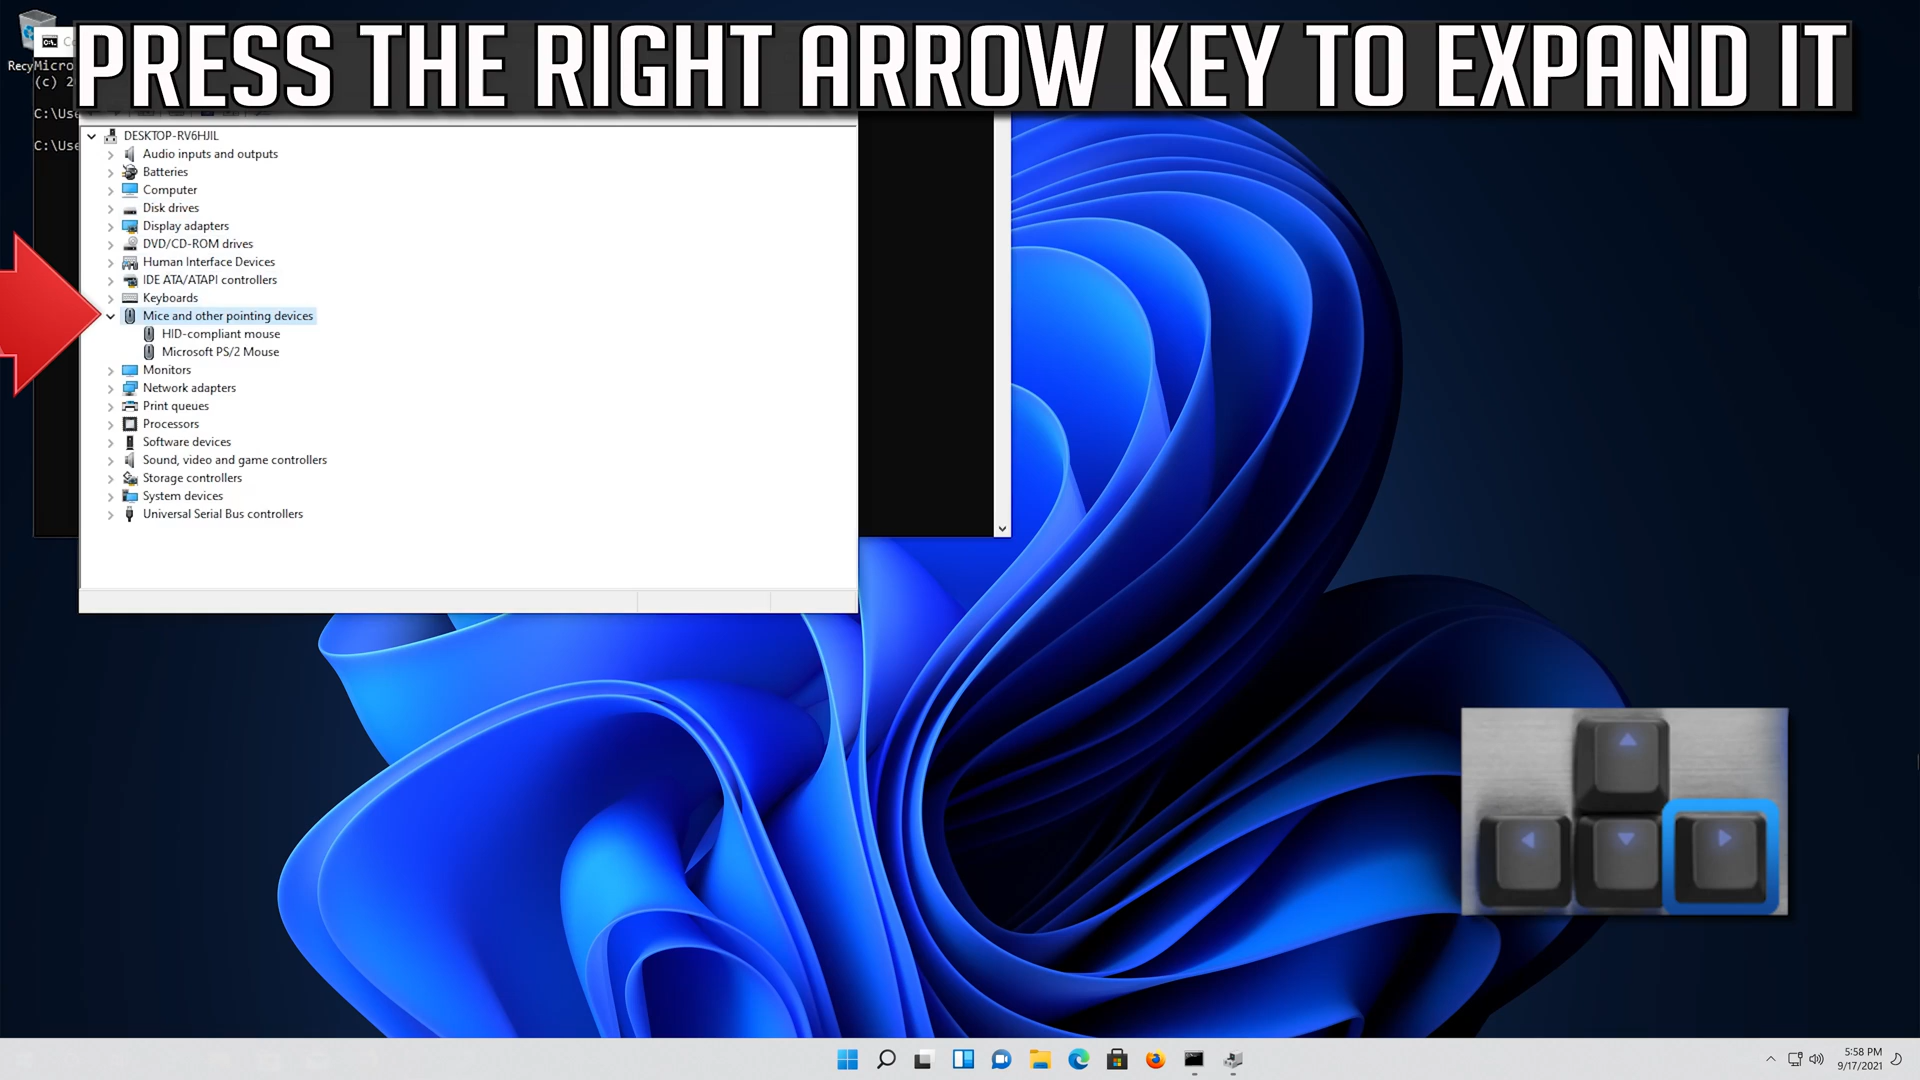 PRESS THE RIGHT ARROW KEY TO EXPAND IT
Recy
Micro
(c) 2
C:\Use
C:\Use
DESKTOP-RV6HJIL
Audio inputs and outputs
Batteries
Computer
Disk drives
Display adapters
DVD/CD-ROM drives
Human Interface Devices
IDE ATA/ATAPI controllers
Keyboards
Mice and other pointing devices
HID-compliant mouse
Microsoft PS/2 Mouse
Monitors
Network adapters
Print queues
Processors
Software devices
Sound, video and game controllers
Storage controllers
System devices
Universal Serial Bus controllers
5:58 PM
9/17/2021